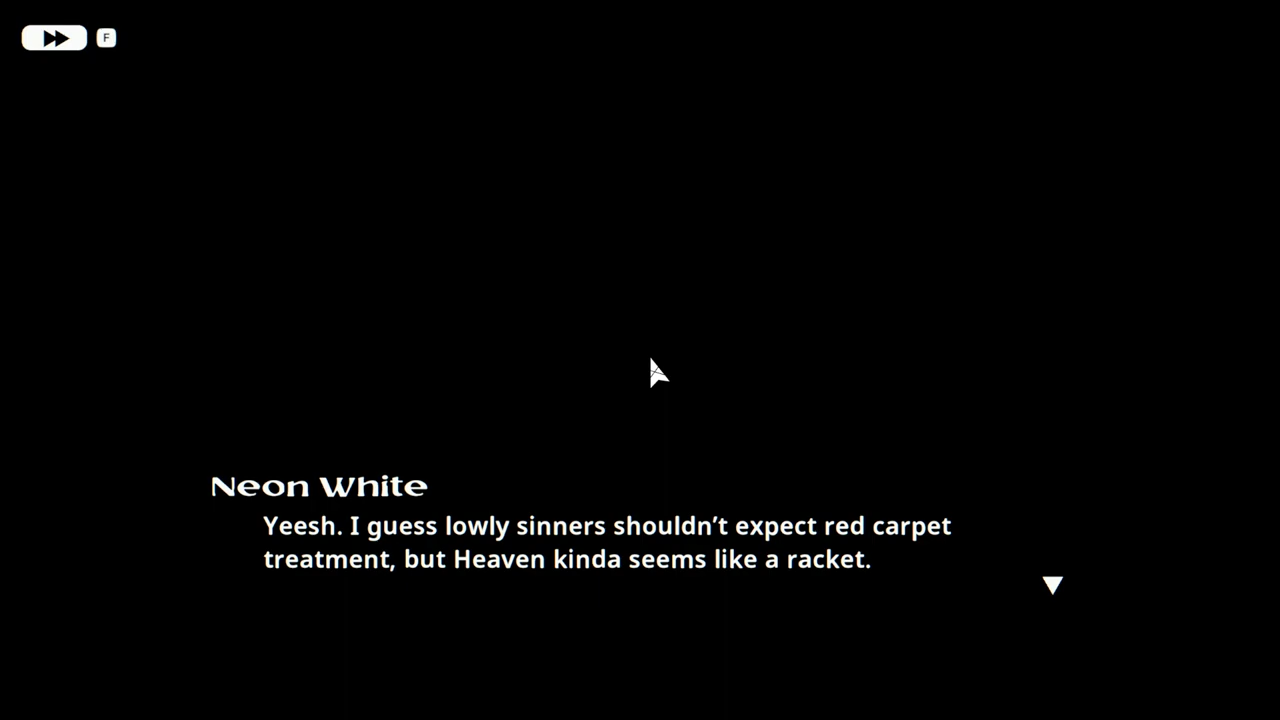 F
Neon White
Yeesh. I guess lowly sinners shouldn’t expect red carpet
treatment, but Heaven kinda seems like a racket.